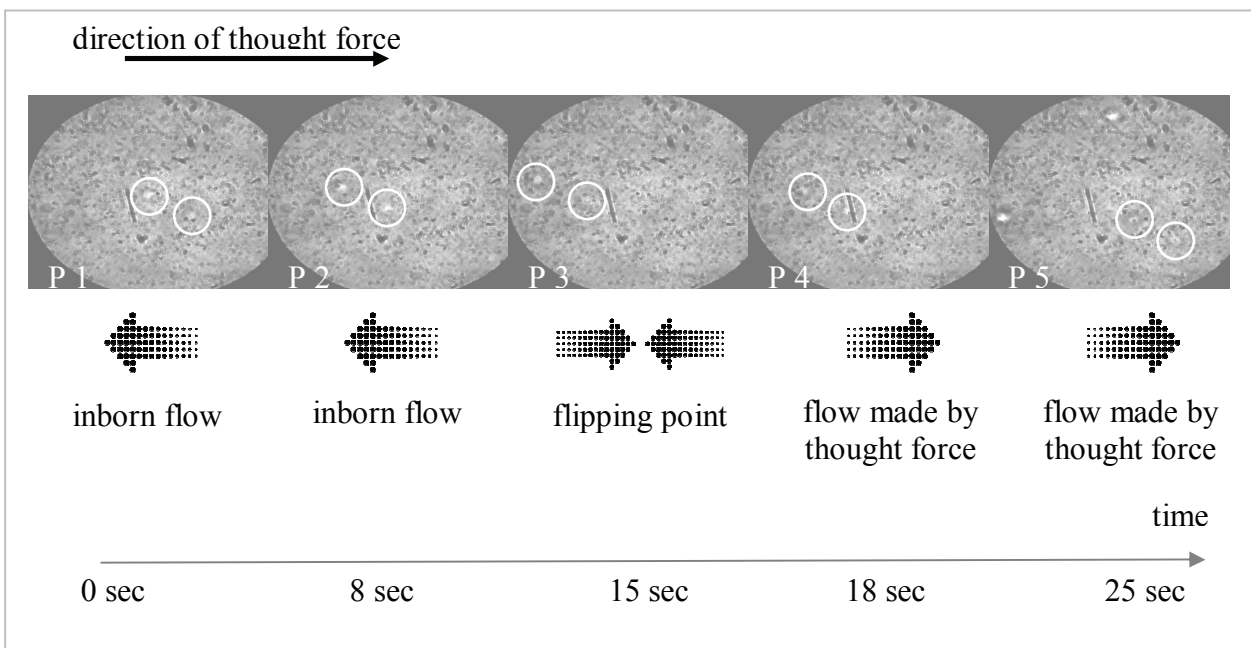 direction of thought force
P 1 P 2 P 3 P 4 P 5
inborn flow inborn flow flipping point flow made by flow made by
thought force thought force
time
0 sec 8 sec 15 sec 18 sec 25 sec